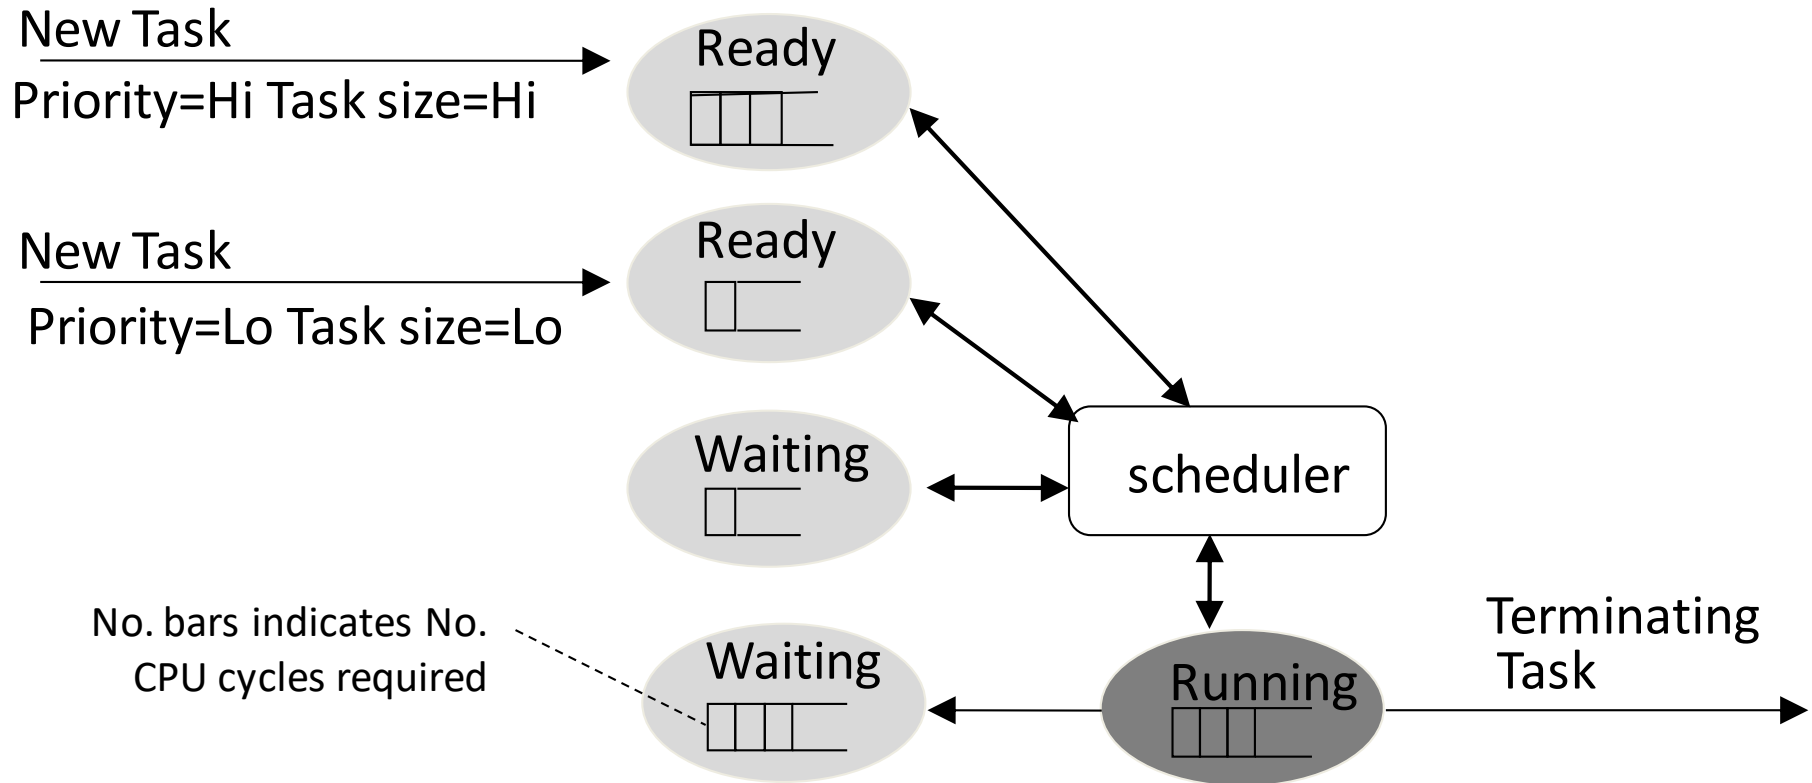 New Task
Priority=Hi Task size=Hi
Ready
New Task
Priority=Lo Task size=Lo
Ready
Waiting
scheduler
No. bars indicates No.
CPU cycles required
Waiting
Running
Terminating
Task